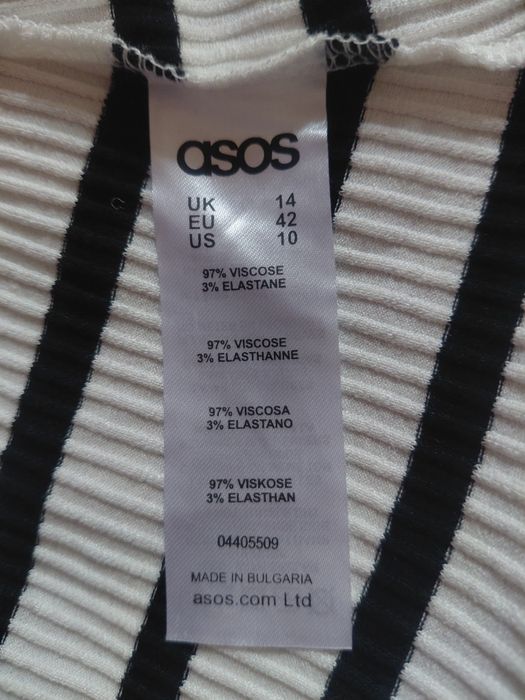 asos
UK 14
EU 42
US 10
97% VISCOSE
3% ELASTANE
97% VISCOSE
3% ELASTHANNE
97% VISCOSA
3% ELASTANO
97% VISKOSE
3% ELASTHAN
04405509
MADE IN BULGARIA
asos.com Ltd